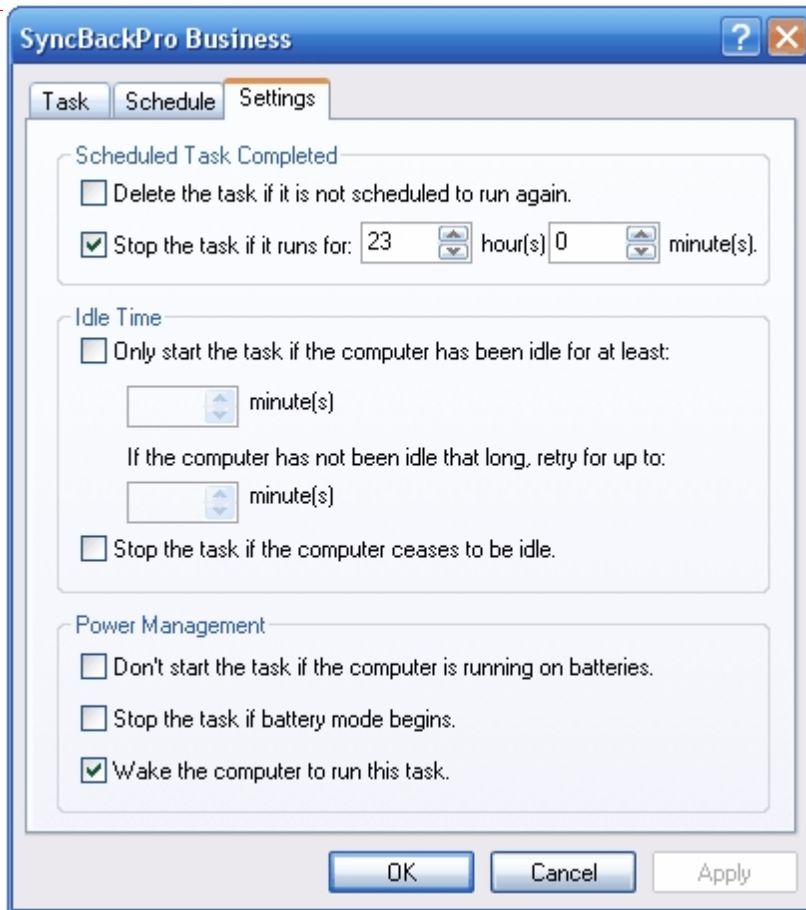 SyncBackPro Business
Task Schedule Settings
Scheduled Task Completed
Delete the task if it is not scheduled to run again.
Stop the task if it runs for: 23 hour(s) 0 minute(s).
Idle Time
Only start the task if the computer has been idle for at least:
minute(s)
If the computer has not been idle that long, retry for up to:
minute(s)
Stop the task if the computer ceases to be idle.
Power Management
Don't start the task if the computer is running on batteries.
Stop the task if battery mode begins.
Wake the computer to run this task.
OK Cancel Apply